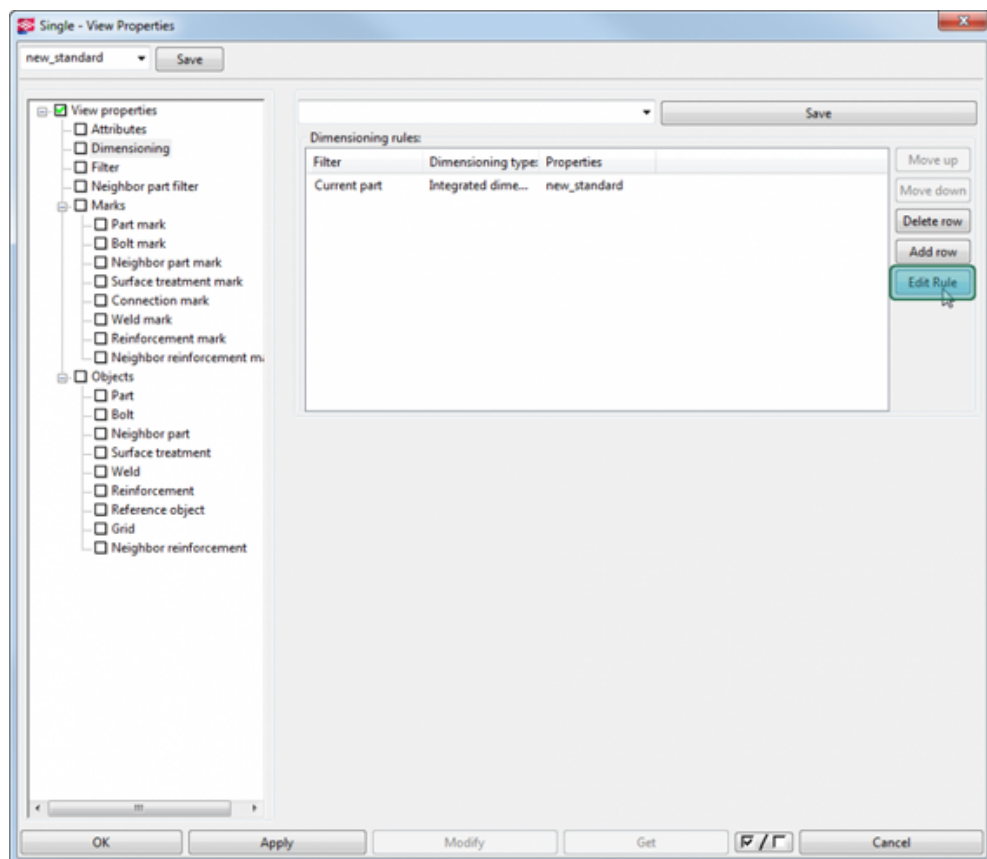 Single - View Properties
new_standard
Save
View properties
Attributes
Dimensioning
Filter
Neighbor part filter
Marks
Part mark
Bolt mark
Neighbor part mark
Surface treatment mark
Connection mark
Weld mark
Reinforcement mark
Neighbor reinforcement ma
Objects
Part
Bolt
Neighbor part
Surface treatment
Weld
Reinforcement
Reference object
Grid
Neighbor reinforcement
Save
Dimensioning rules:
Filter Dimensioning type: Properties
Current part Integrated dime... new_standard
Move up
Move down
Delete row
Add row
Edit Rule
OK Apply Modify Get / Cancel